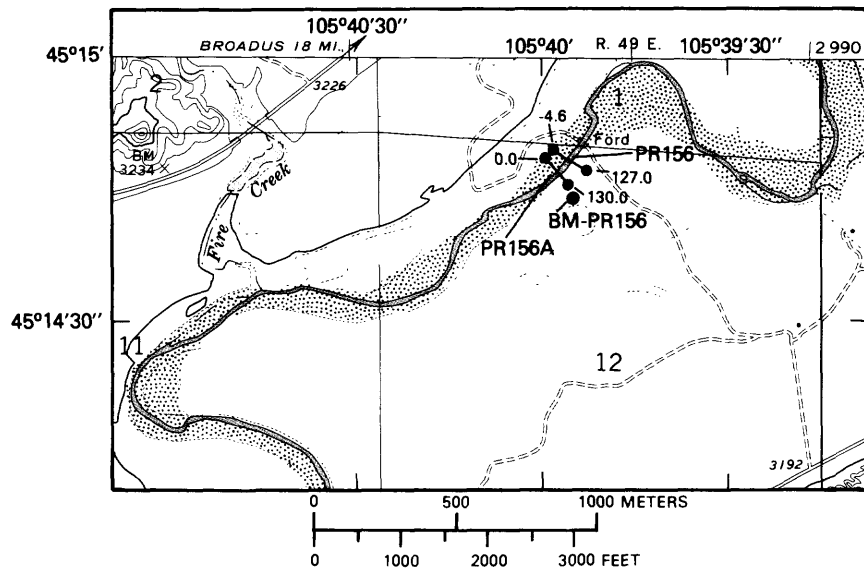 105°40'30"
45°15'
BROADUS 18 MI.
105°40'
R. 49 E.
105°39'30"
2 990
2
3226
1
-4.6
Ford
PR156
BM
3234
0.0
127.0
130.0
Creek
BM-PR156
Fire
PR156A
45°14'30"
11
12
3192
0 500 1000 METERS
0 1000 2000 3000 FEET